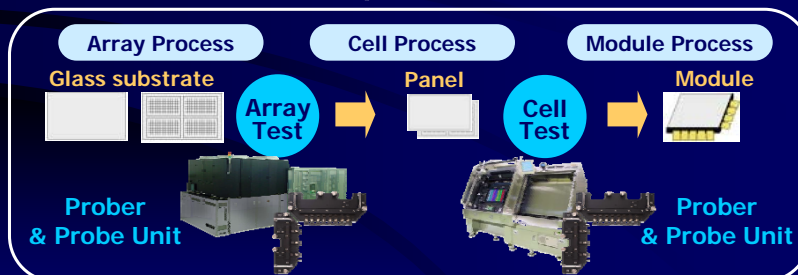 Array Process
Cell Process
Module Process
Glass substrate
Panel
Module
Array
Test
Cell
Test
Prober
& Probe Unit
Prober
& Probe Unit